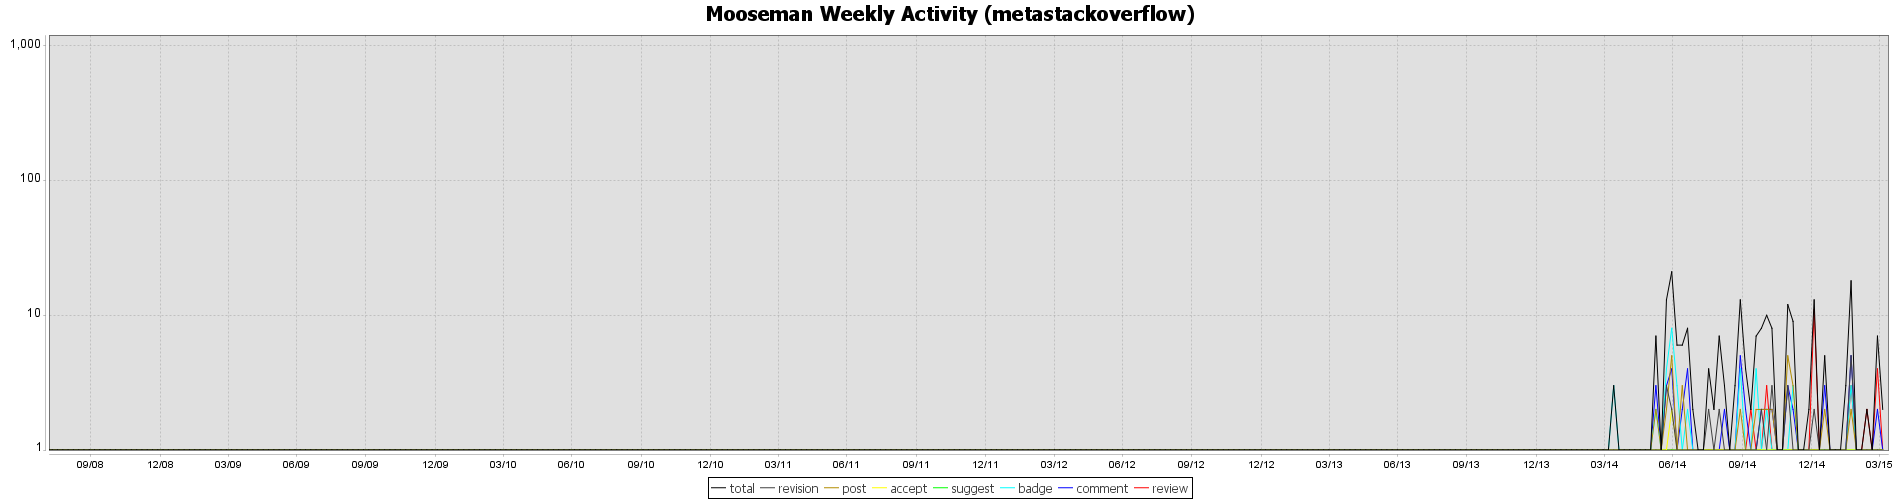 Mooseman Weekly Activity (metastackoverflow)
1,000
100
10
1
09/08 12/08 03/09 06/09 09/09 12/09 03/10 06/10 09/10 12/10 03/11 06/11 09/11 12/11 03/12 06/12 09/12 12/12 03/13 06/13 09/13 12/13 03/14 06/14 09/14 12/14 03/15
total revision post accept suggest badge comment review